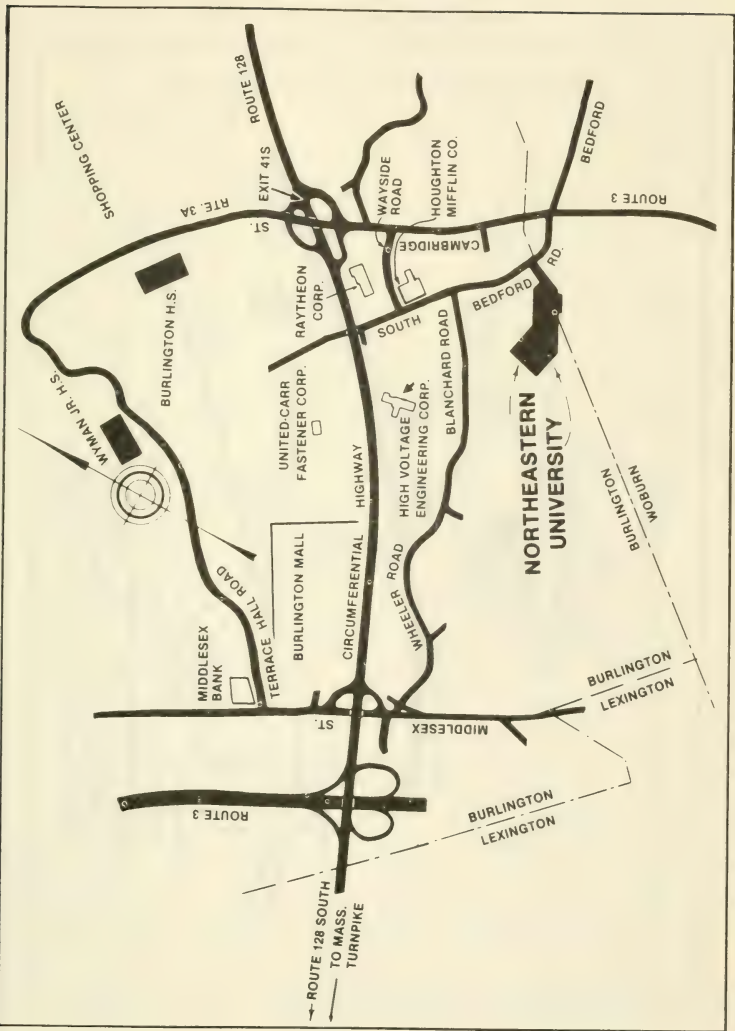 SHOPPING CENTER
ROUTE 128
RTE. 3A
EXIT 41S
ST.
BURLINGTON H.S.
WYMAN JR. H.S.
RAYTHEON
CORP.
WAYSIDE
ROAD
HOUGHTON
MIFFLIN CO.
CAMBRIDGE
BEDFORD
ROUTE 3
RD.
BEDFORD
SOUTH
UNITED-CARR
FASTENER CORP.
HIGHWAY
HIGH VOLTAGE
ENGINEERING CORP.
BLANCHARD ROAD
NORTHEASTERN
UNIVERSITY
BURLINGTON
WOBURN
TERRACE HALL ROAD
BURLINGTON MALL
CIRCUMFERENTIAL
WHEELER ROAD
MIDDLESEX
BANK
ST.
MIDDLESEX
BURLINGTON
LEXINGTON
ROUTE 3
BURLINGTON
LEXINGTON
ROUTE 128 SOUTH
TO MASS.
TURNPIKE